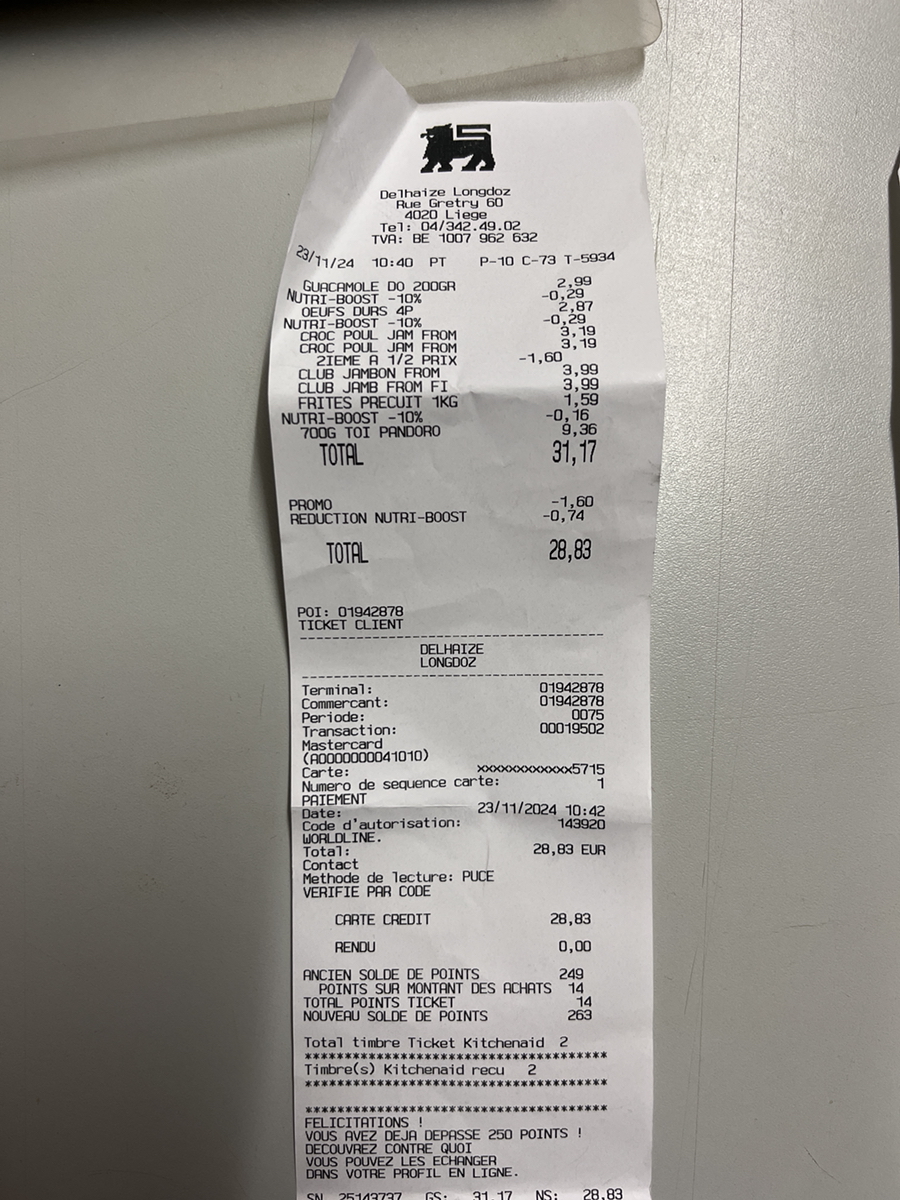 Delhaize Longdoz
Rue Gretry 60
4020 Liege
Tel: 04/342.49.02
TVA: BE 1007 962 632
23/11/24 10:40 PT P-10 C-73 T-5934
GUACAMOLE DO 200GR 2,99
NUTRI-BOOST -10% -0,29
OEUFS DURS 4P 2,87
NUTRI-BOOST -10% -0,29
CROC POUL JAM FROM 3,19
CROC POUL JAM FROM 3,19
2IEME A 1/2 PRIX -1,60
CLUB JAMBON FROM 3,99
CLUB JAMB FROM FI 3,99
FRITES PRECUIT 1KG 1,59
NUTRI-BOOST -10% -0,16
700G TOI PANDORO 9,36
TOTAL 31,17
PROMO -1,60
REDUCTION NUTRI-BOOST -0,74
TOTAL 28,83
POI: 01942878
TICKET CLIENT
--------------------------------------
DELHAIZE
LONGDOZ
--------------------------------------
Terminal: 01942878
Commercant: 01942878
Periode: 0075
Transaction: 00019502
Mastercard
(A0000000041010)
Carte: xxxxxxxxxxxx5715
Numero de sequence carte: 1
PAIEMENT
Date: 23/11/2024 10:42
Code d'autorisation: 143920
WORLDLINE.
Total: 28,83 EUR
Contact
Methode de lecture: PUCE
VERIFIE PAR CODE
CARTE CREDIT 28,83
RENDU 0,00
ANCIEN SOLDE DE POINTS 249
POINTS SUR MONTANT DES ACHATS 14
TOTAL POINTS TICKET 14
NOUVEAU SOLDE DE POINTS 263
Total timbre Ticket Kitchenaid 2
**************************************
Timbre(s) Kitchenaid recu 2
**************************************
**************************************
FELICITATIONS !
VOUS AVEZ DEJA DEPASSE 250 POINTS !
DECOUVREZ CONTRE QUOI
VOUS POUVEZ LES ECHANGER
DANS VOTRE PROFIL EN LIGNE.
SN 25143737 GS: 31,17 NS: 28,83